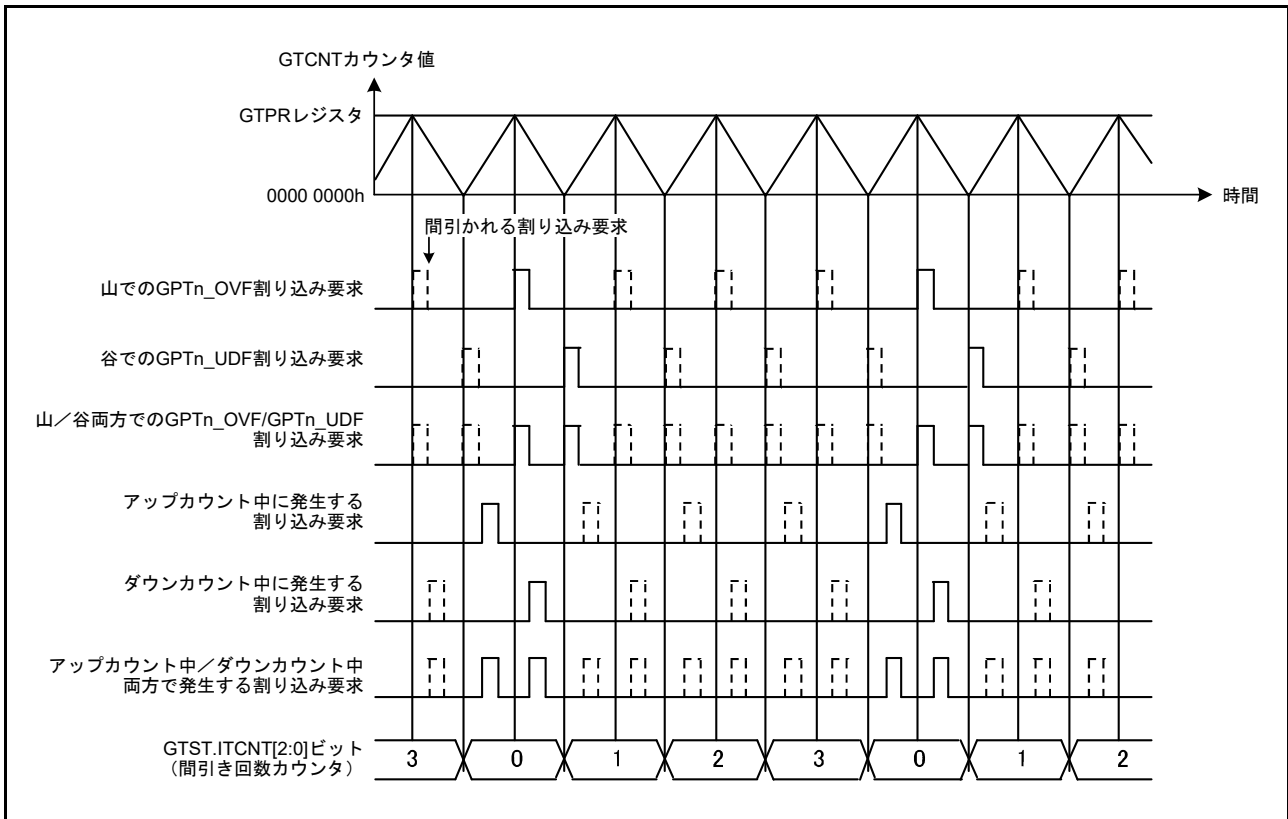 GTCNTカウンタ値
GTPRレジスタ
0000 0000h
時間
間引かれる割り込み要求
山でのGPTn_OVF割り込み要求
谷でのGPTn_UDF割り込み要求
山／谷両方でのGPTn_OVF/GPTn_UDF
割り込み要求
アップカウント中に発生する
割り込み要求
ダウンカウント中に発生する
割り込み要求
アップカウント中／ダウンカウント中
両方で発生する割り込み要求
GTST.ITCNT[2:0]ビット
（間引き回数カウンタ）
3 0 1 2 3 0 1 2